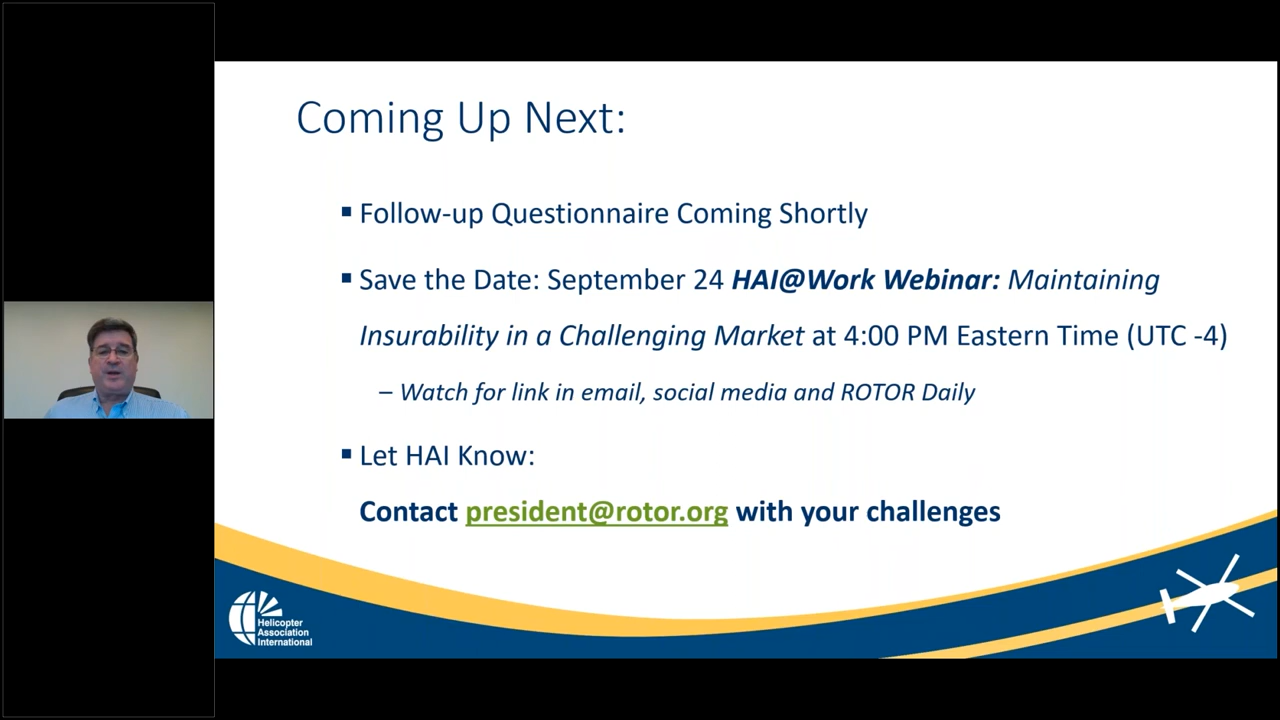 Coming Up Next:
▪ Follow-up Questionnaire Coming Shortly
▪ Save the Date: September 24 HAI@Work Webinar: Maintaining
Insurability in a Challenging Market at 4:00 PM Eastern Time (UTC -4)
– Watch for link in email, social media and ROTOR Daily
▪ Let HAI Know:
Contact president@rotor.org with your challenges
Helicopter
Association
International